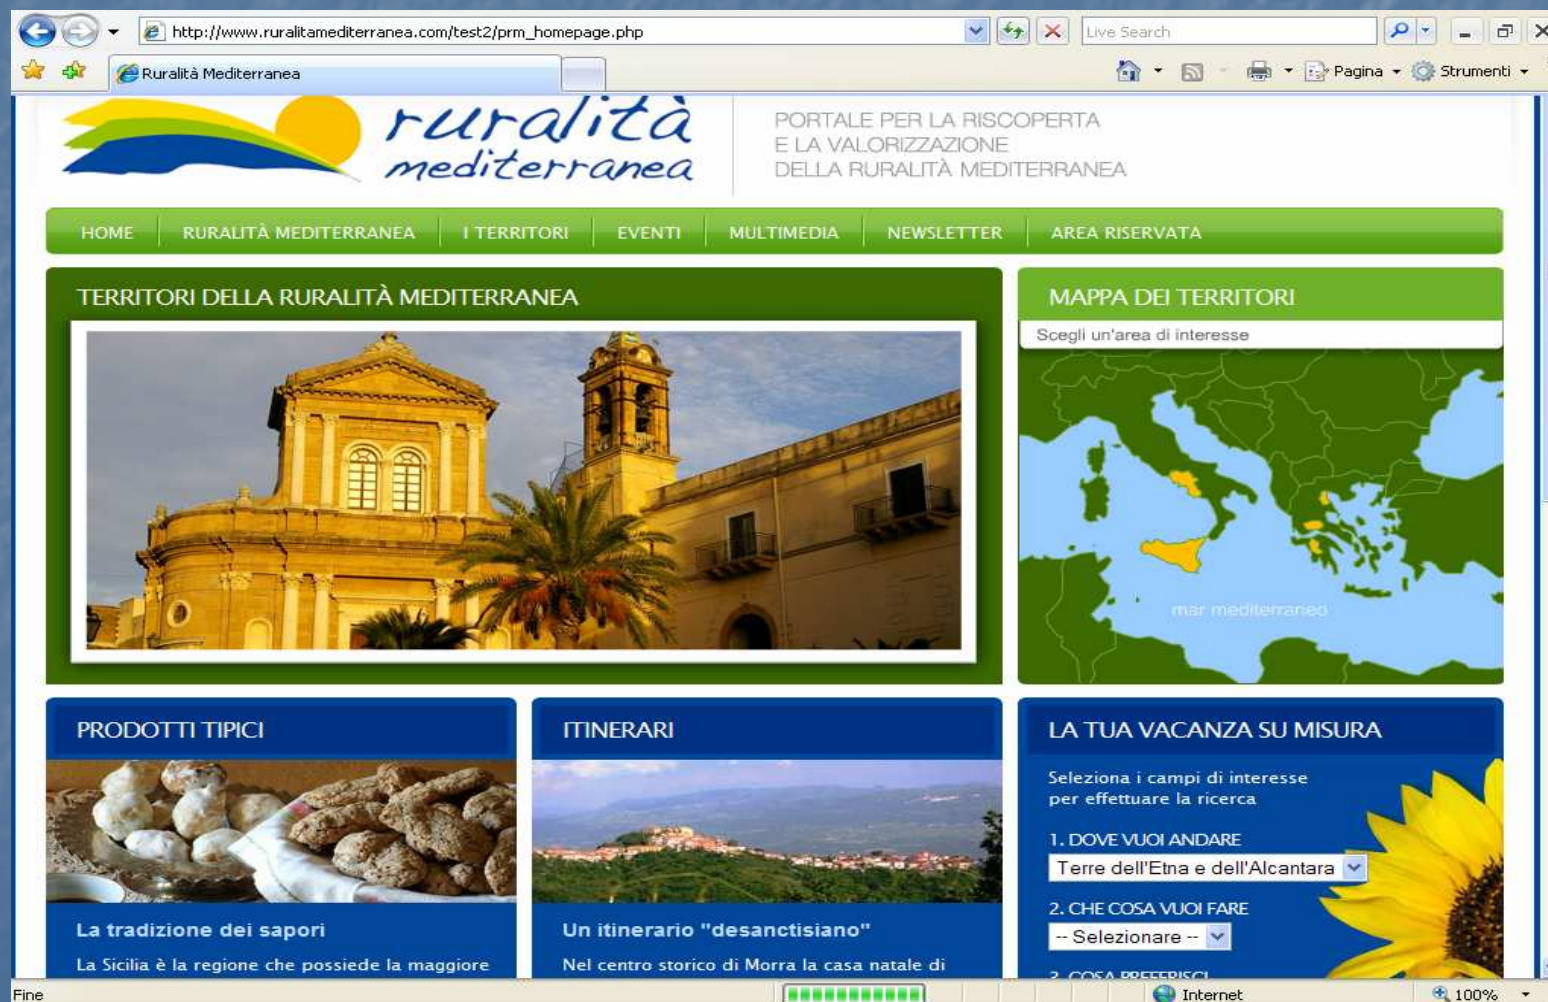 http://www.ruralitamediterranea.com/test2/prm_homepage.php
Live Search
Ruralità Mediterranea
Pagina
Strumenti
ruralità
mediterranea
PORTALE PER LA RISCOPERTA
E LA VALORIZZAZIONE
DELLA RURALITÀ MEDITERRANEA
HOME
RURALITÀ MEDITERRANEA
I TERRITORI
EVENTI
MULTIMEDIA
NEWSLETTER
AREA RISERVATA
TERRITORI DELLA RURALITÀ MEDITERRANEA
MAPPA DEI TERRITORI
Scegli un'area di interesse
mar mediterraneo
PRODOTTI TIPICI
La tradizione dei sapori
La Sicilia è la regione che possiede la maggiore
ITINERARI
Un itinerario "desanctisiano"
Nel centro storico di Morra la casa natale di
LA TUA VACANZA SU MISURA
Seleziona i campi di interesse
per effettuare la ricerca
1. DOVE VUOI ANDARE
Terre dell'Etna e dell'Alcantara
2. CHE COSA VUOI FARE
-- Selezionare --
3. COSA PREFERISCI
Fine
Internet
100%